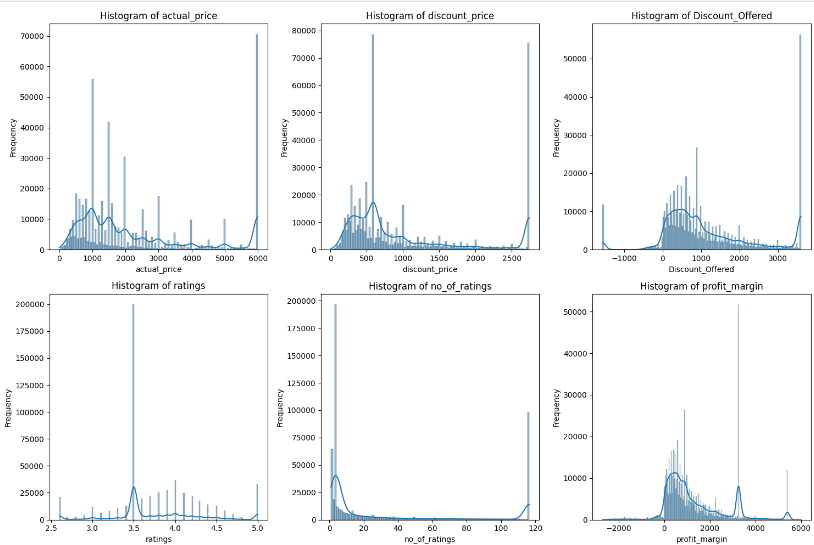 Histogram of actual_price
Histogram of discount_price
Histogram of Discount_Offered
70000
60000
50000
40000
30000
20000
10000
0
Frequency
0 1000 2000 3000 4000 5000 6000
actual_price
80000
70000
60000
50000
40000
30000
20000
10000
0
Frequency
0 500 1000 1500 2000 2500
discount_price
50000
40000
30000
20000
10000
0
Frequency
−1000 0 1000 2000 3000
Discount_Offered
Histogram of ratings
Histogram of no_of_ratings
Histogram of profit_margin
200000
175000
150000
125000
100000
75000
50000
25000
0
Frequency
2.5 3.0 3.5 4.0 4.5 5.0
ratings
200000
175000
150000
125000
100000
75000
50000
25000
0
Frequency
0 20 40 60 80 100 120
no_of_ratings
50000
40000
30000
20000
10000
0
Frequency
−2000 0 2000 4000 6000
profit_margin